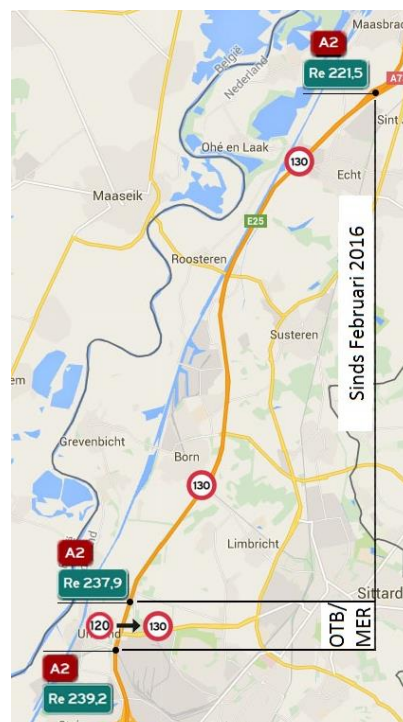 Maasbrac
A2
België
Nederland
Re 221,5
A7
Sint
Ohé en Laak
130
Echt
Maaseik
E25
Sinds Februari 2016
Roosteren
Susteren
Grevenbicht
Born
130
Limbricht
A2
Re 237,9
Sittard
120
130
OTB/
MER
A2
Re 239,2